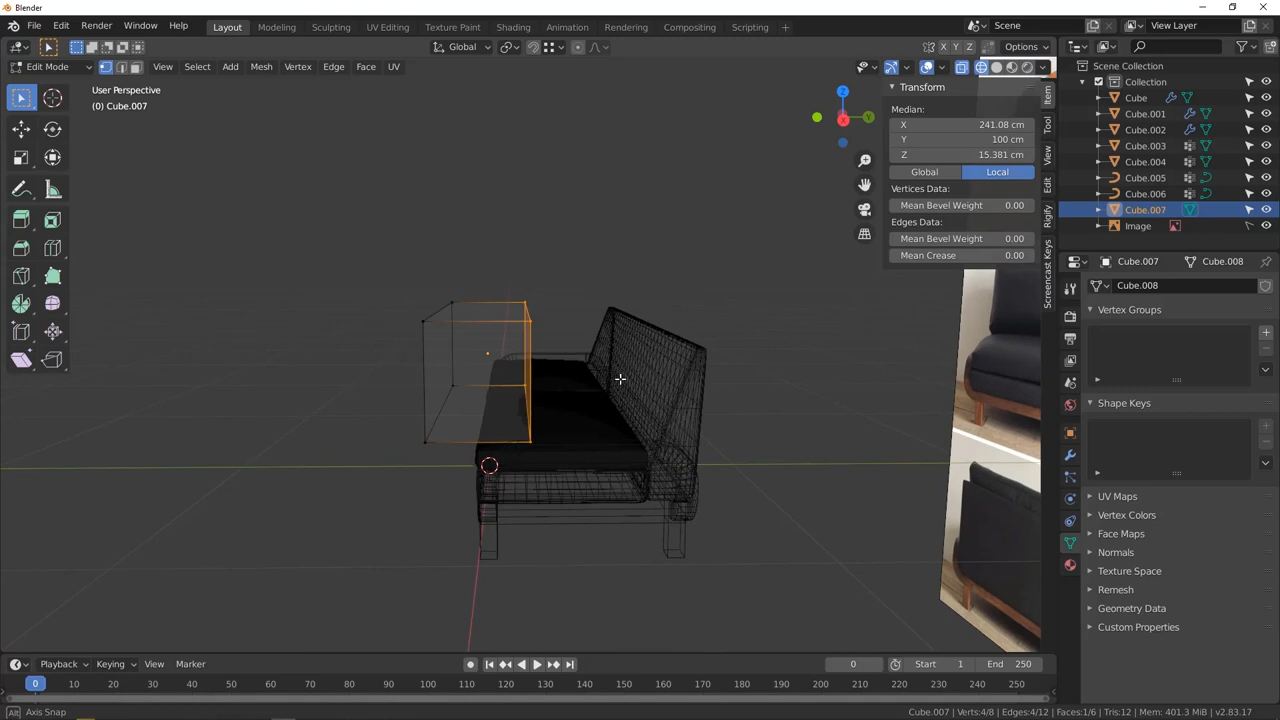 Blender
File Edit Render Window Help Layout Modeling Sculpting UV Editing Texture Paint Shading Animation Rendering Compositing Scripting + Scene View Layer
Global X Y Z Options
Edit Mode View Select Add Mesh Vertex Edge Face UV
User Perspective
(0) Cube.007
Transform
Median:
X 241.08 cm
Y 100 cm
Z 15.381 cm
Global Local
Vertices Data:
Mean Bevel Weight 0.00
Edges Data:
Mean Bevel Weight 0.00
Mean Crease 0.00
Item
Tool
View
Edit
Rigify
Screencast Keys
Z
X
Y
Scene Collection
Collection
Cube
Cube.001
Cube.002
Cube.003
Cube.004
Cube.005
Cube.006
Cube.007
Image
Cube.007 Cube.008
Cube.008
Vertex Groups
Shape Keys
UV Maps
Vertex Colors
Face Maps
Normals
Texture Space
Remesh
Geometry Data
Custom Properties
Playback Keying View Marker 0 Start 1 End 250
0 10 20 30 40 50 60 70 80 90 100 110 120 130 140 150 160 170 180 190 200 210 220 230 240 250
Alt Axis Snap Cube.007 | Verts:4/8 | Edges:4/12 | Faces:1/6 | Tris:12 | Mem: 401.3 MiB | v2.83.17